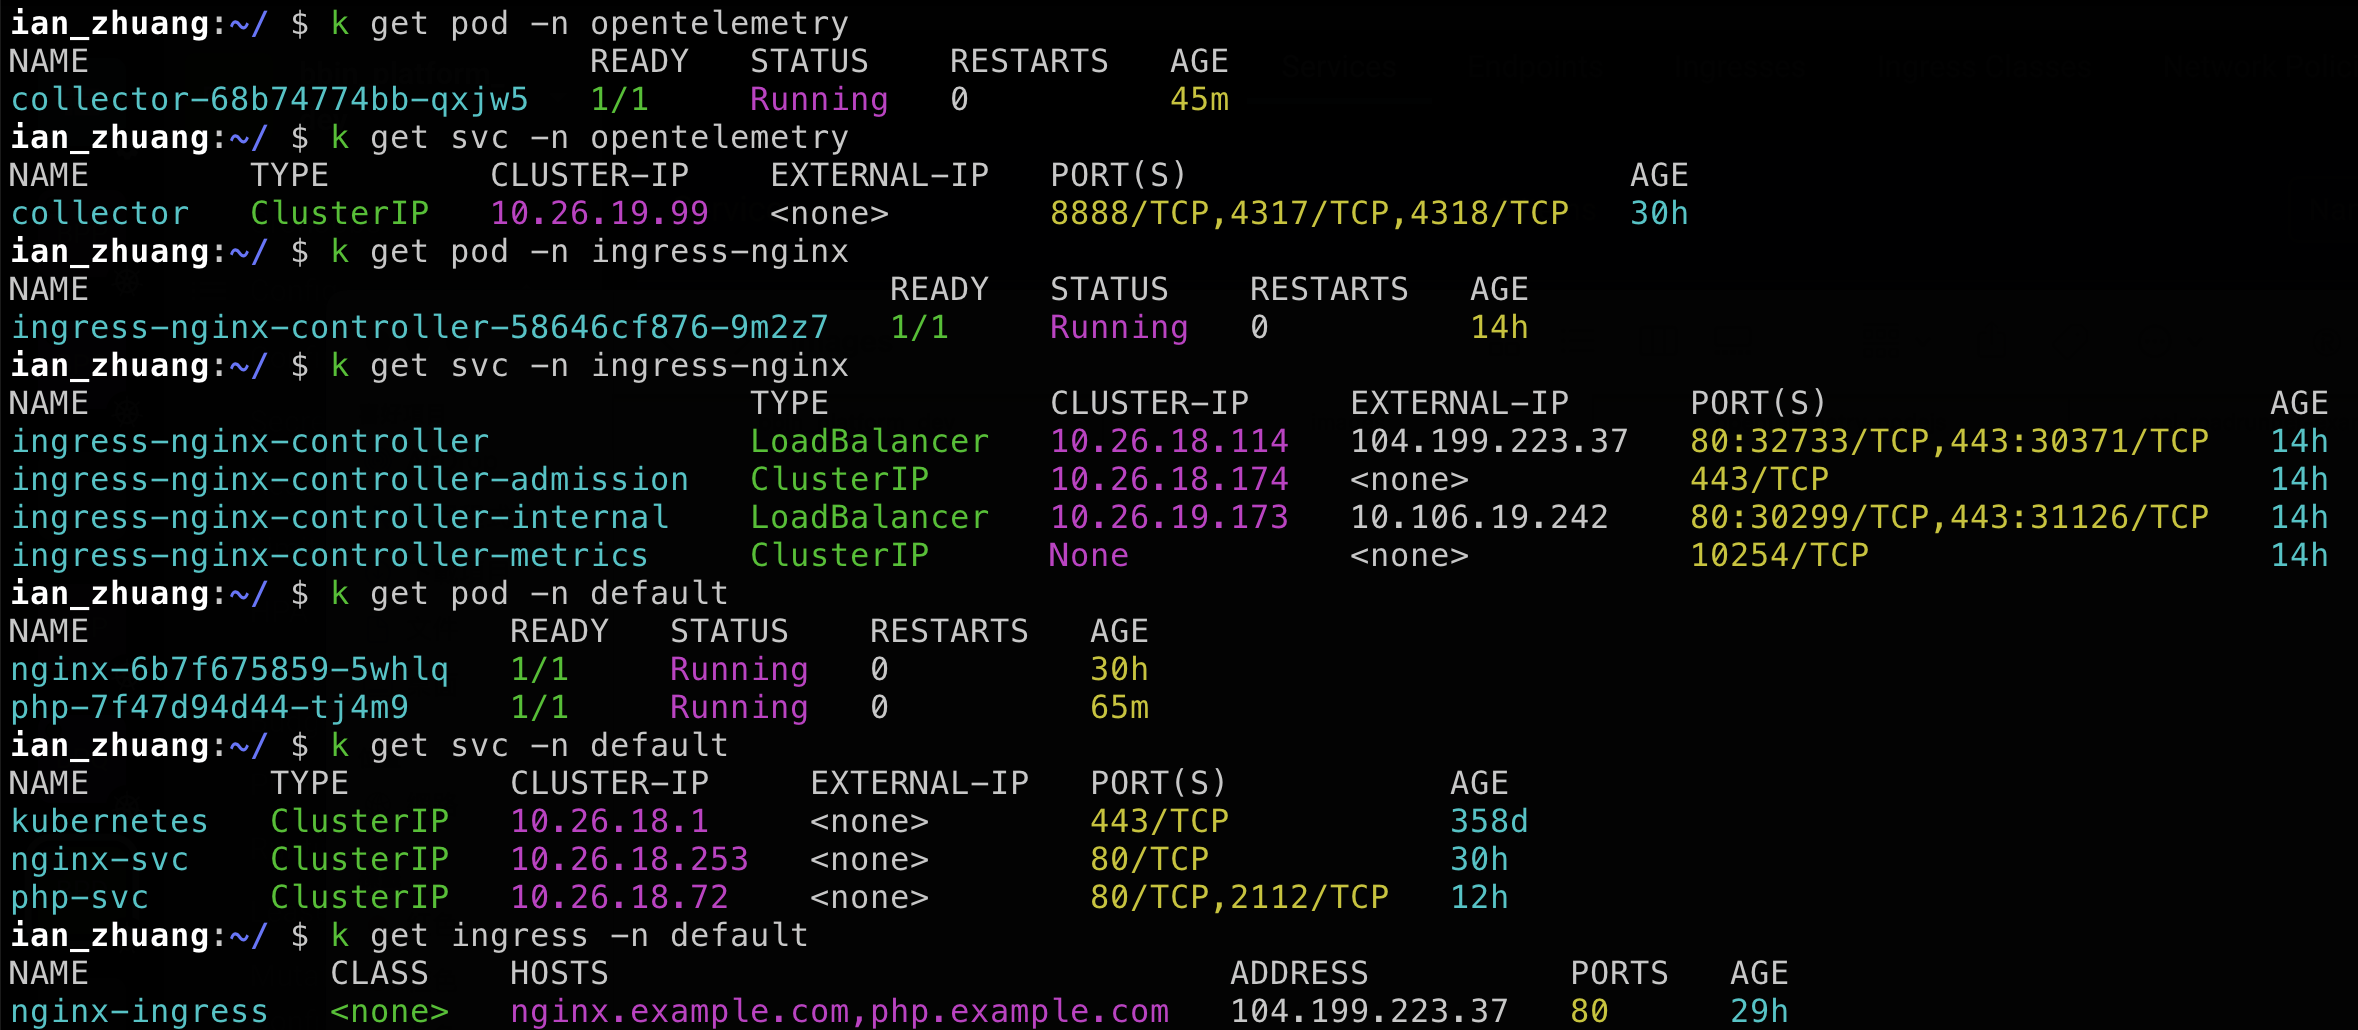 ian_zhuang:~/ $ k get pod -n opentelemetry
NAME READY STATUS RESTARTS AGE
collector-68b74774bb-qxjw5 1/1 Running 0 45m
ian_zhuang:~/ $ k get svc -n opentelemetry
NAME TYPE CLUSTER-IP EXTERNAL-IP PORT(S) AGE
collector ClusterIP 10.26.19.99 <none> 8888/TCP,4317/TCP,4318/TCP 30h
ian_zhuang:~/ $ k get pod -n ingress-nginx
NAME READY STATUS RESTARTS AGE
ingress-nginx-controller-58646cf876-9m2z7 1/1 Running 0 14h
ian_zhuang:~/ $ k get svc -n ingress-nginx
NAME TYPE CLUSTER-IP EXTERNAL-IP PORT(S) AGE
ingress-nginx-controller LoadBalancer 10.26.18.114 104.199.223.37 80:32733/TCP,443:30371/TCP 14h
ingress-nginx-controller-admission ClusterIP 10.26.18.174 <none> 443/TCP 14h
ingress-nginx-controller-internal LoadBalancer 10.26.19.173 10.106.19.242 80:30299/TCP,443:31126/TCP 14h
ingress-nginx-controller-metrics ClusterIP None <none> 10254/TCP 14h
ian_zhuang:~/ $ k get pod -n default
NAME READY STATUS RESTARTS AGE
nginx-6b7f675859-5whlq 1/1 Running 0 30h
php-7f47d94d44-tj4m9 1/1 Running 0 65m
ian_zhuang:~/ $ k get svc -n default
NAME TYPE CLUSTER-IP EXTERNAL-IP PORT(S) AGE
kubernetes ClusterIP 10.26.18.1 <none> 443/TCP 358d
nginx-svc ClusterIP 10.26.18.253 <none> 80/TCP 30h
php-svc ClusterIP 10.26.18.72 <none> 80/TCP,2112/TCP 12h
ian_zhuang:~/ $ k get ingress -n default
NAME CLASS HOSTS ADDRESS PORTS AGE
nginx-ingress <none> nginx.example.com,php.example.com 104.199.223.37 80 29h